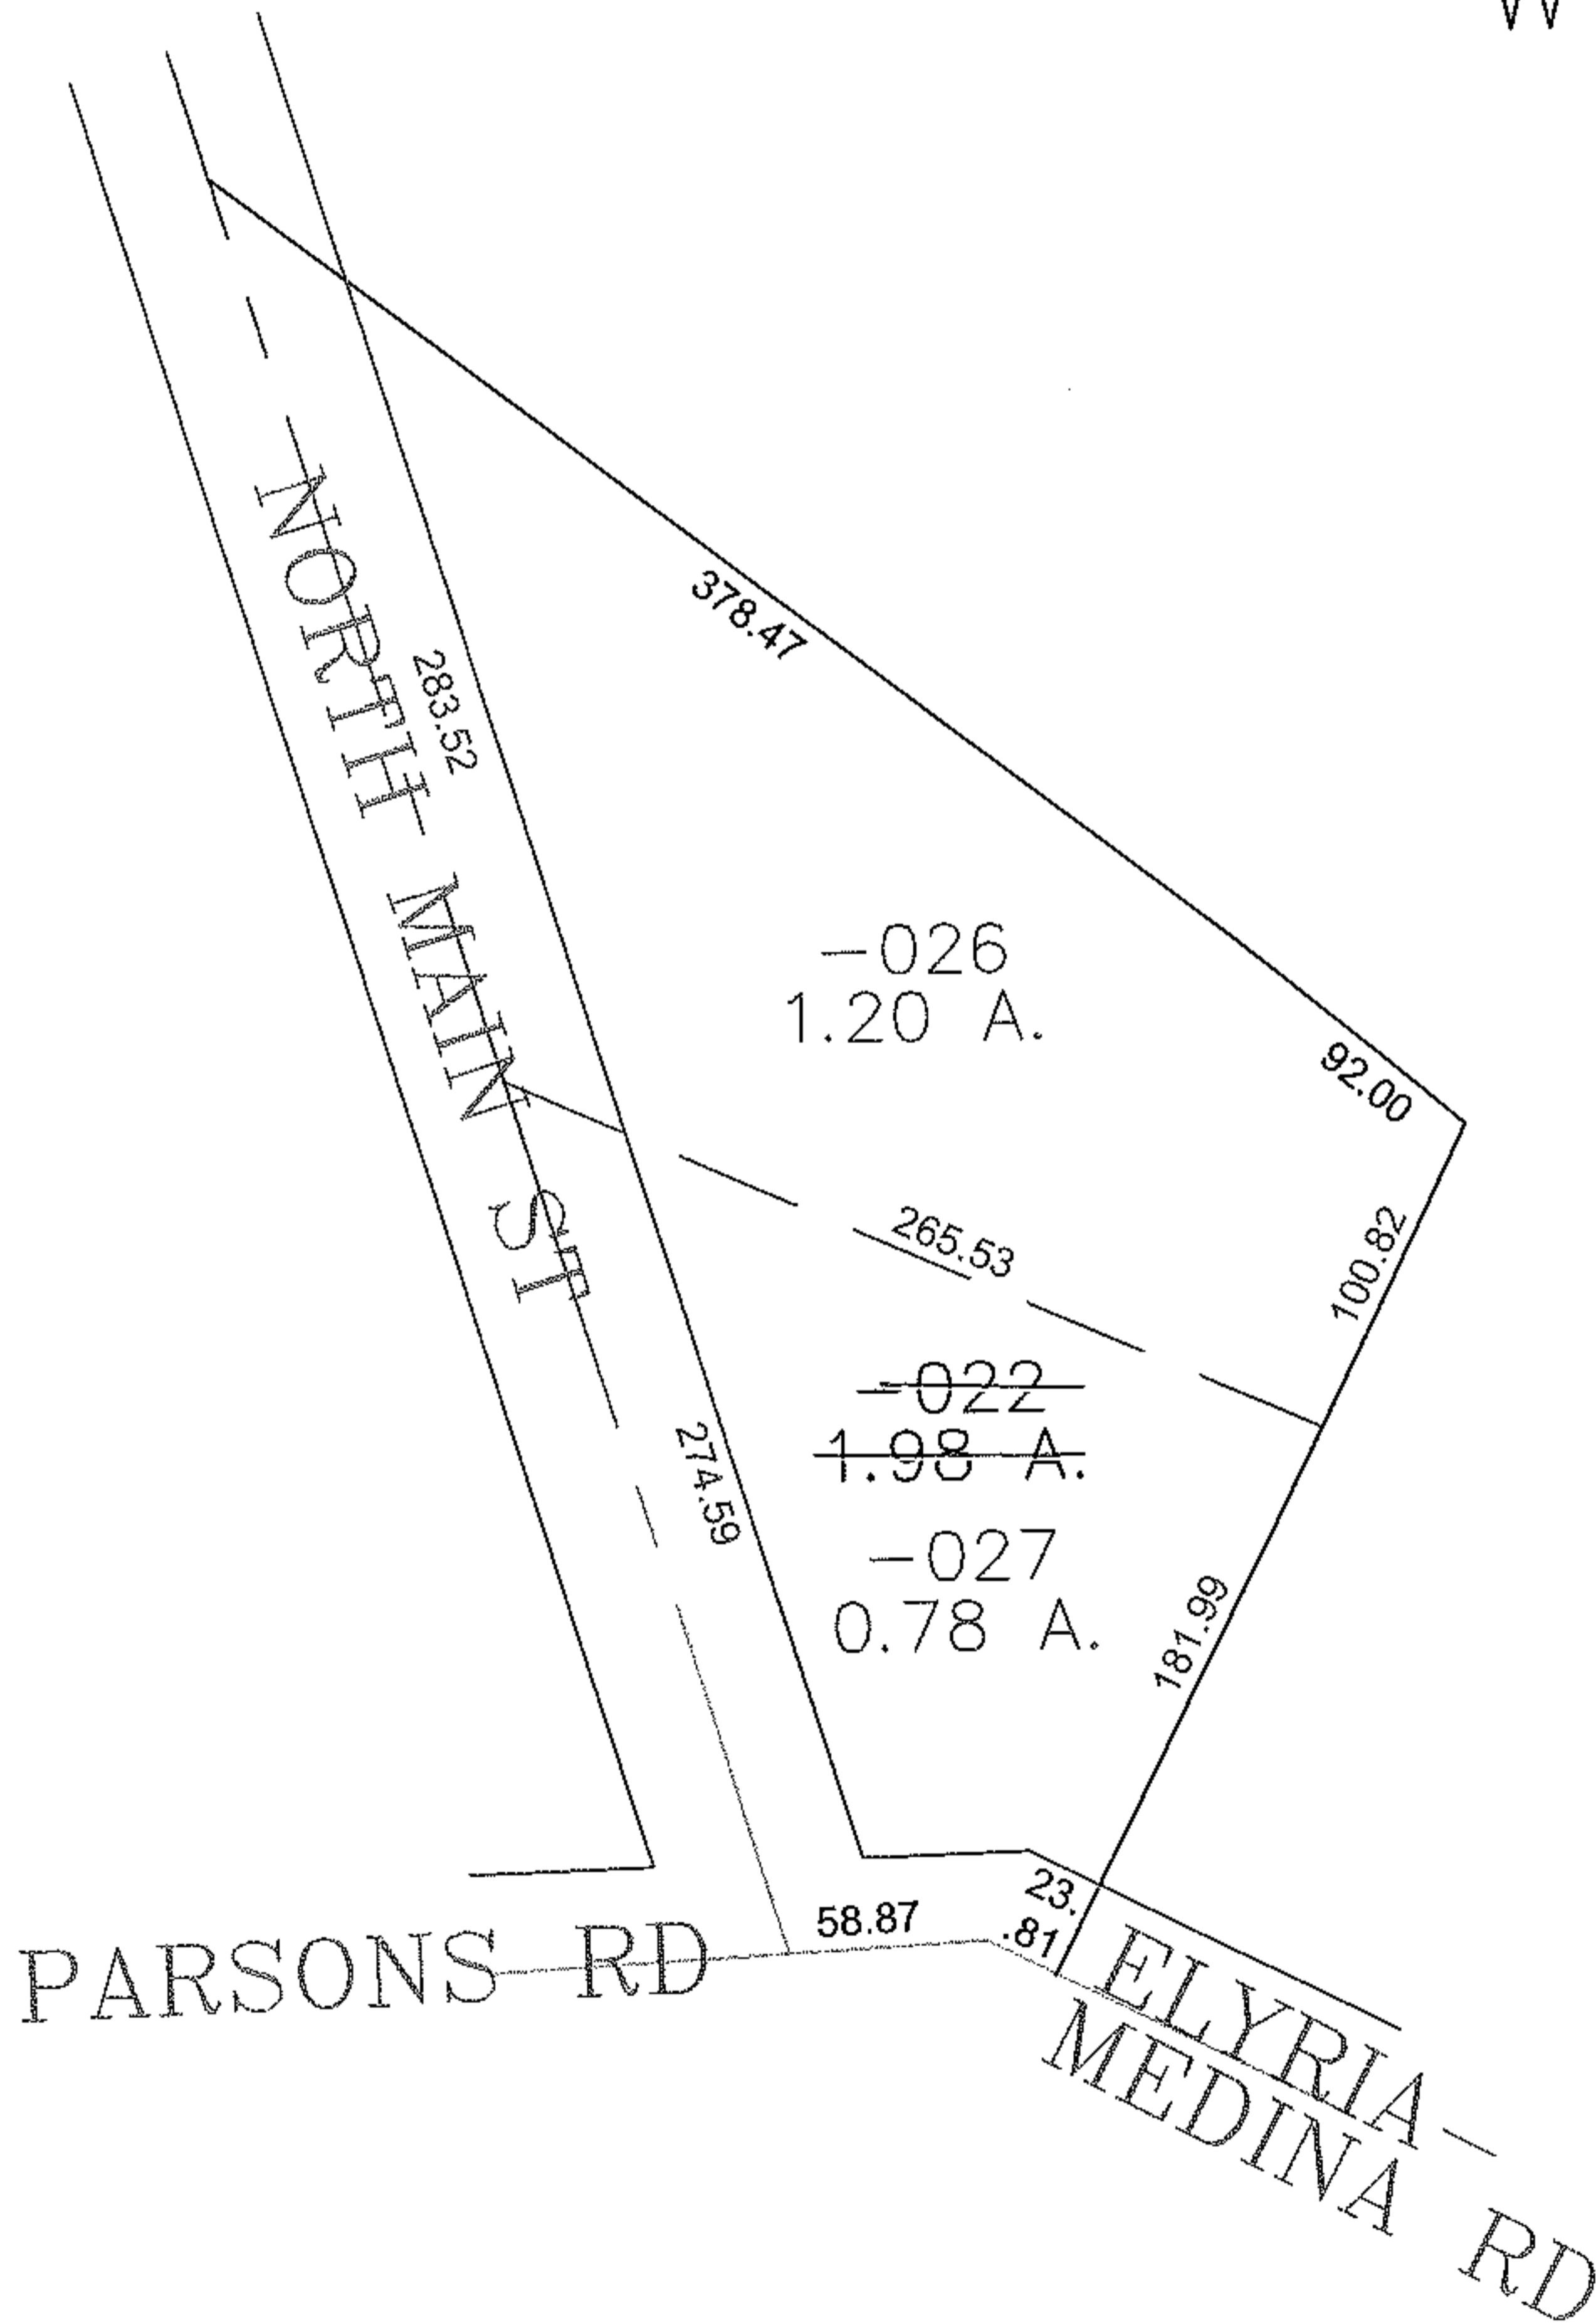 W
NORTH MAIN ST
378.47
283.52
-026
1.20 A.
92.00
265.53
100.82
-022
1.98 A.
274.59
-027
0.78 A.
181.99
58.87
23.
.81
PARSONS RD
ELYRIA-
MEDINA RD